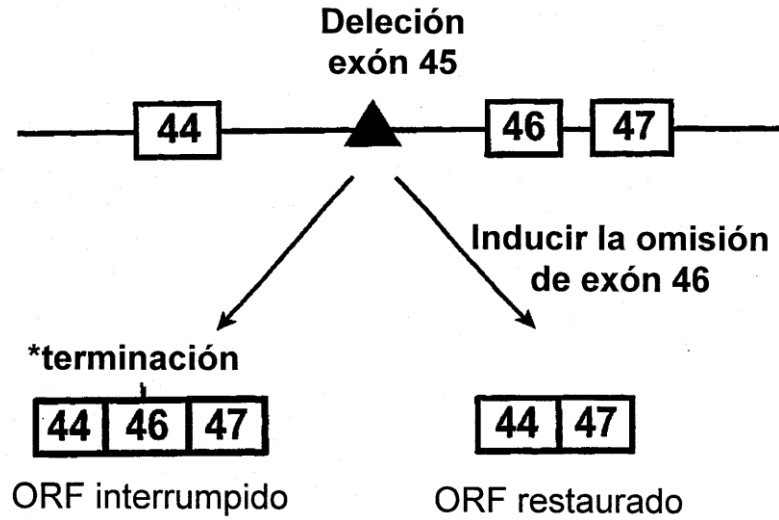 Deleción
exón 45
44
46
47
Inducir la omisión
de exón 46
*terminación
44 46 47
44 47
ORF interrumpido
ORF restaurado